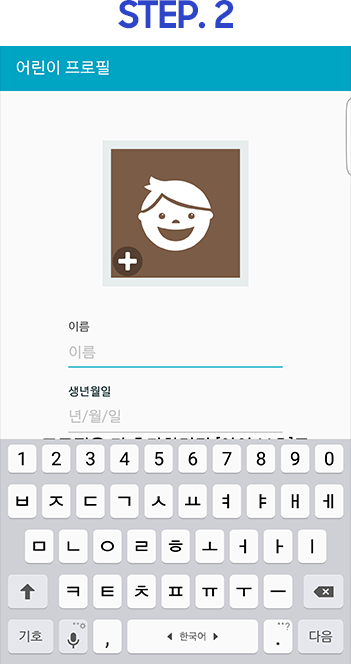 STEP. 2
어린이 프로필
이름
이름
생년월일
년/월/일
1 2 3 4 5 6 7 8 9 0
ㅂ ㅈ ㄷ ㄱ ㅅ ㅛ ㅕ ㅑ ㅐ ㅔ
ㅁ ㄴ ㅇ ㄹ ㅎ ㅗ ㅓ ㅏ ㅣ
ㅋ ㅌ ㅊ ㅍ ㅠ ㅜ ㅡ
기호 , 한국어 . 다음